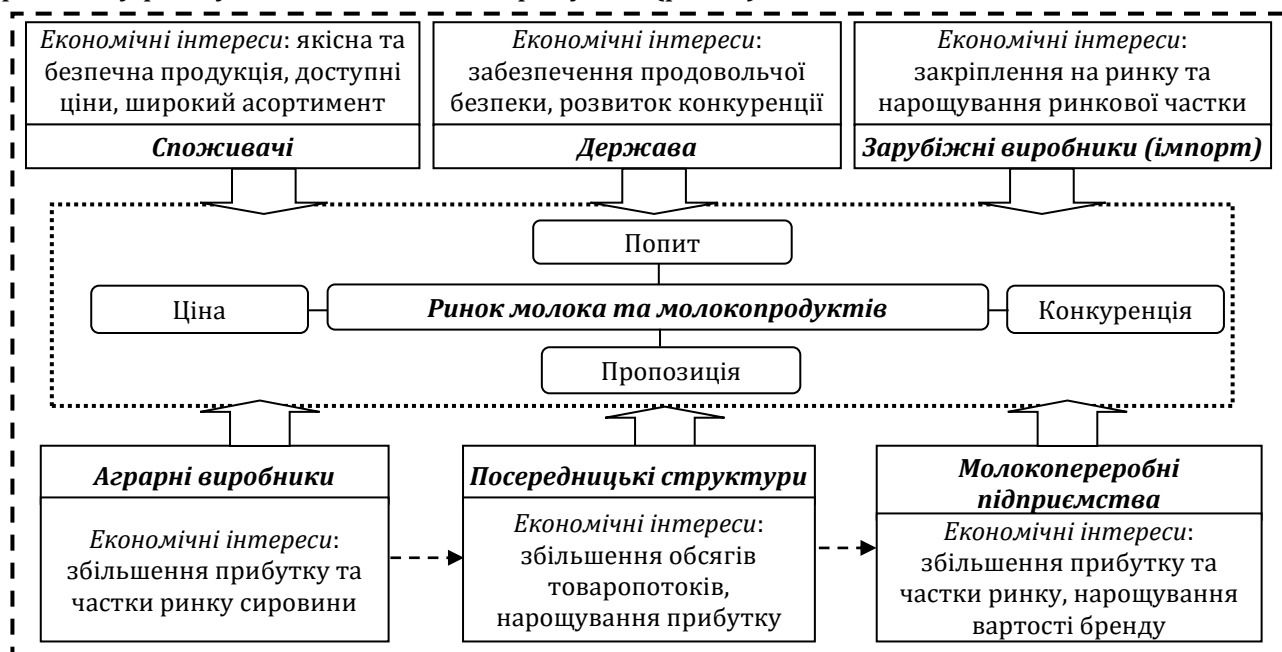 Економічні інтереси: якісна та
безпечна продукція, доступні
ціни, широкий асортимент
Споживачі
Економічні інтереси:
забезпечення продовольчої
безпеки, розвиток конкуренції
Держава
Економічні інтереси:
закріплення на ринку та
нарощування ринкової частки
Зарубіжні виробники (імпорт)
Попит
Ціна
Ринок молока та молокопродуктів
Конкуренція
Пропозиція
Аграрні виробники
Економічні інтереси:
збільшення прибутку та
частки ринку сировини
Посередницькі структури
Економічні інтереси:
збільшення обсягів
товаропотоків,
нарощування прибутку
Молокопереробні
підприємства
Економічні інтереси:
збільшення прибутку та
частки ринку, нарощування
вартості бренду